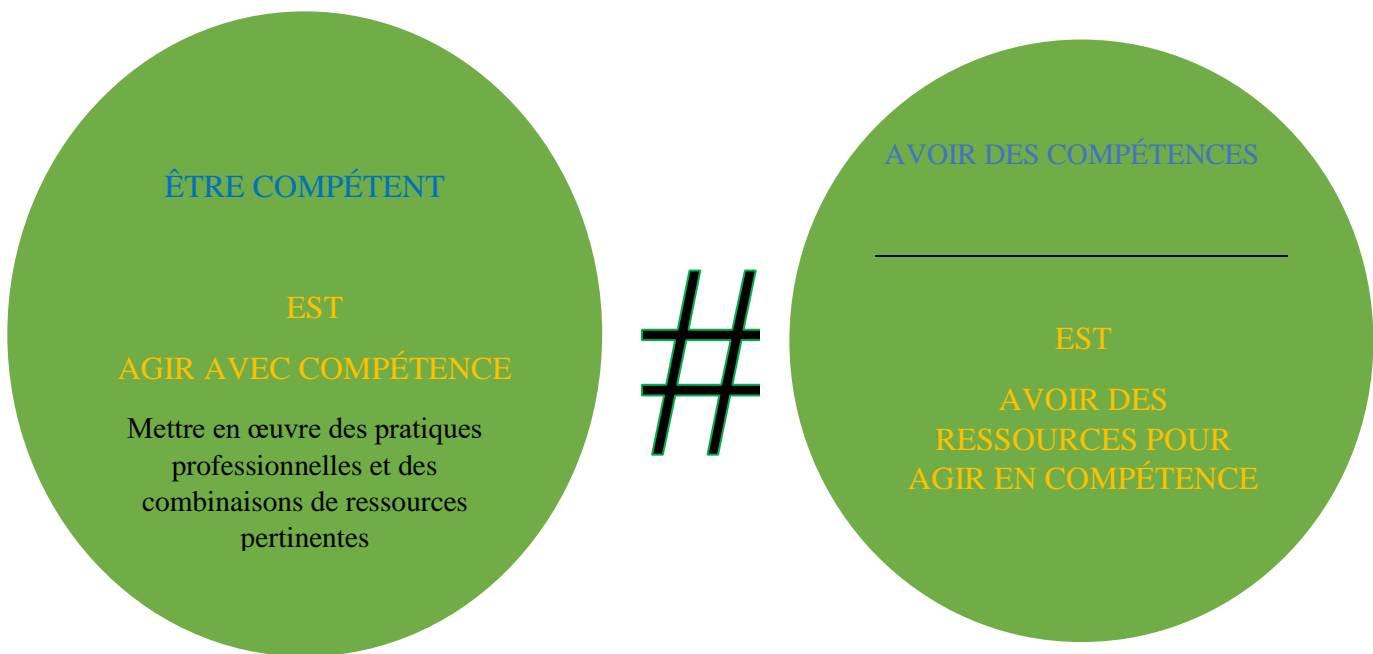 ÊTRE COMPÉTENT
EST
AGIR AVEC COMPÉTENCE
Mettre en œuvre des pratiques
professionnelles et des
combinaisons de ressources
pertinentes
#
AVOIR DES COMPÉTENCES
EST
AVOIR DES
RESSOURCES POUR
AGIR EN COMPÉTENCE